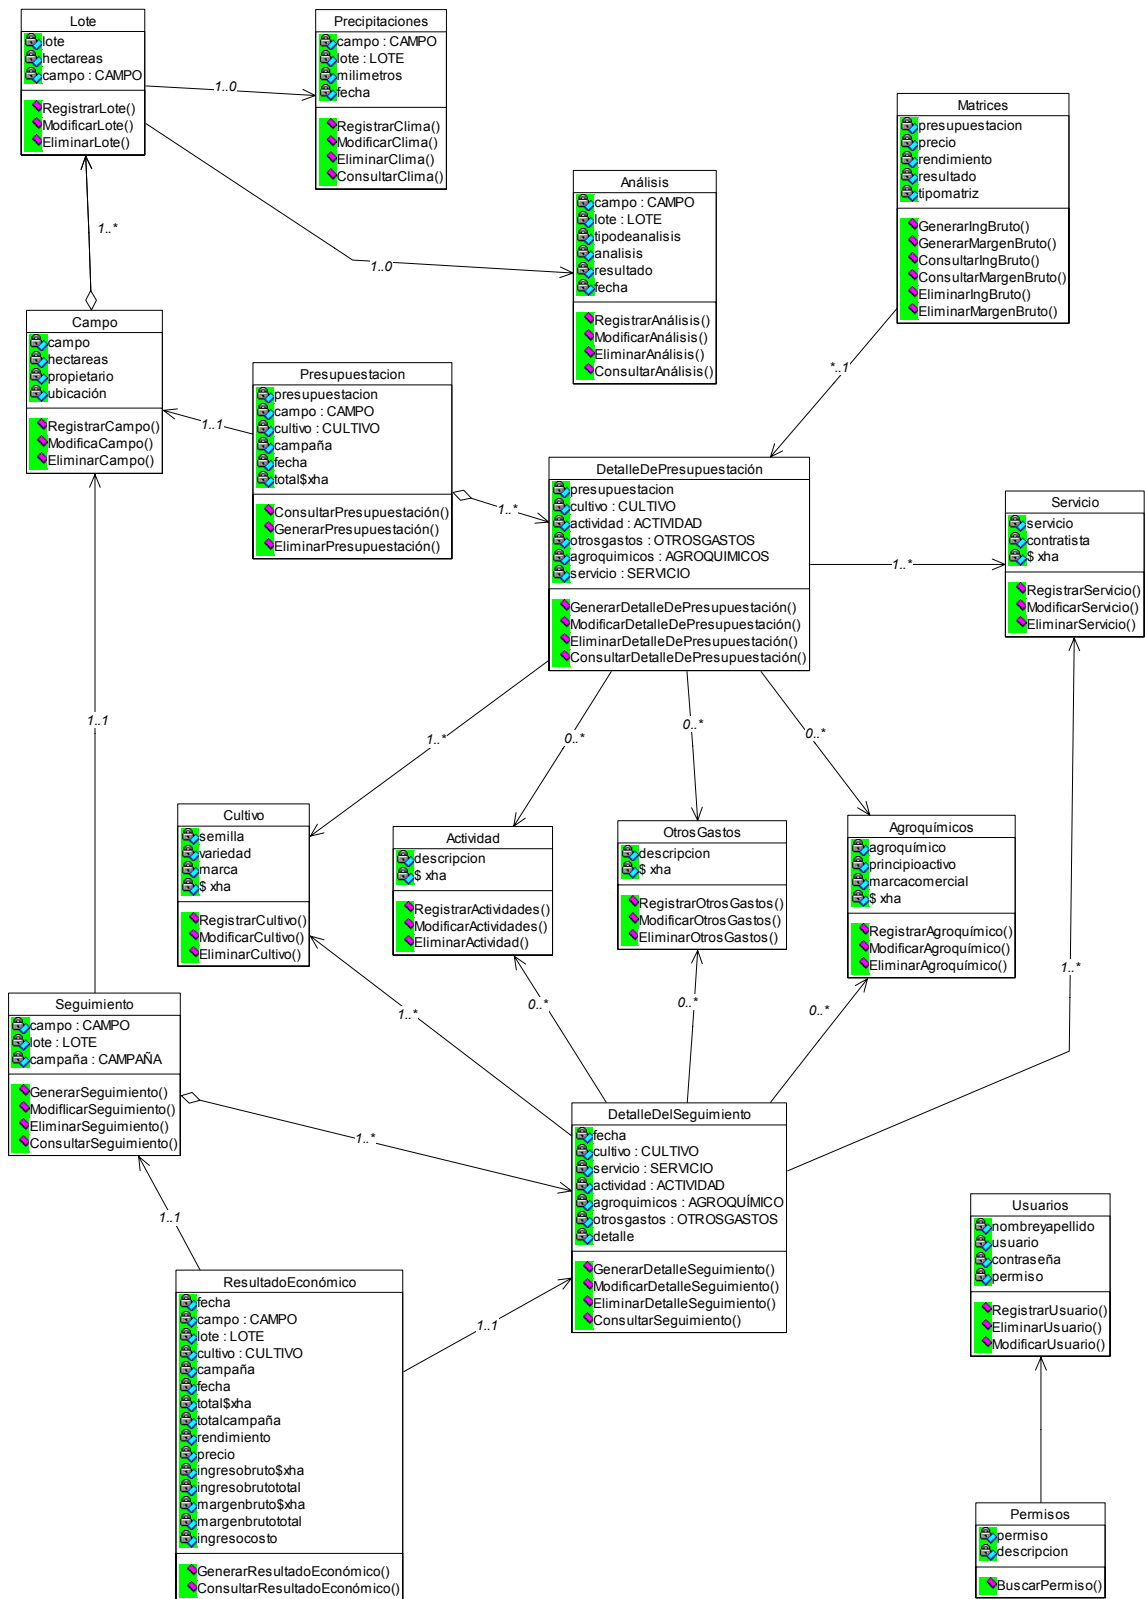 Lote
lote
hectareas
campo : CAMPO
RegistrarLote()
ModificarLote()
EliminarLote()
Precipitaciones
campo : CAMPO
lote : LOTE
milimetros
fecha
RegistrarClima()
ModificarClima()
EliminarClima()
ConsultarClima()
1..0
Matrices
presupuestacion
precio
rendimiento
resultado
tipomatriz
GenerarIngBruto()
GenerarMargenBruto()
ConsultarIngBruto()
ConsultarMargenBruto()
EliminarIngBruto()
EliminarMargenBruto()
Análisis
campo : CAMPO
lote : LOTE
tipodeanalisis
analisis
resultado
fecha
RegistrarAnálisis()
ModificarAnálisis()
EliminarAnálisis()
ConsultarAnálisis()
1..0
1..*
Campo
campo
hectareas
propietario
ubicación
RegistrarCampo()
ModificaCampo()
EliminarCampo()
1..1
Presupuestacion
presupuestacion
campo : CAMPO
cultivo : CULTIVO
campaña
fecha
total$xha
ConsultarPresupuestación()
GenerarPresupuestación()
EliminarPresupuestación()
1..*
*..1
DetalleDePresupuestación
presupuestacion
cultivo : CULTIVO
actividad : ACTIVIDAD
otrosgastos : OTROSGASTOS
agroquimicos : AGROQUIMICOS
servicio : SERVICIO
GenerarDetalleDePresupuestación()
ModificarDetalleDePresupuestación()
EliminarDetalleDePresupuestación()
ConsultarDetalleDePresupuestación()
1..*
Servicio
servicio
contratista
$ xha
RegistrarServicio()
ModificarServicio()
EliminarServicio()
1..1
1..*
0..*
0..*
0..*
Cultivo
semilla
variedad
marca
$ xha
RegistrarCultivo()
ModificarCultivo()
EliminarCultivo()
Actividad
descripcion
$ xha
RegistrarActividades()
ModificarActividades()
EliminarActividad()
OtrosGastos
descripcion
$ xha
RegistrarOtrosGastos()
ModificarOtrosGastos()
EliminarOtrosGastos()
Agroquímicos
agroquímico
principioactivo
marcacomercial
$ xha
RegistrarAgroquímico()
ModificarAgroquímico()
EliminarAgroquímico()
1..*
0..*
0..*
0..*
1..*
Seguimiento
campo : CAMPO
lote : LOTE
campaña : CAMPAÑA
GenerarSeguimiento()
ModiflicarSeguimiento()
EliminarSeguimiento()
ConsultarSeguimiento()
1..*
DetalleDelSeguimiento
fecha
cultivo : CULTIVO
servicio : SERVICIO
actividad : ACTIVIDAD
agroquimicos : AGROQUÍMICO
otrosgastos : OTROSGASTOS
detalle
GenerarDetalleSeguimiento()
ModificarDetalleSeguimiento()
EliminarDetalleSeguimiento()
ConsultarSeguimiento()
1..1
1..1
ResultadoEconómico
fecha
campo : CAMPO
lote : LOTE
cultivo : CULTIVO
campaña
fecha
total$xha
totalcampaña
rendimiento
precio
ingresobruto$xha
ingresobrutototal
margenbruto$xha
margenbrutototal
ingresocosto
GenerarResultadoEconómico()
ConsultarResultadoEconómico()
Usuarios
nombreyapellido
usuario
contraseña
permiso
RegistrarUsuario()
EliminarUsuario()
ModificarUsuario()
Permisos
permiso
descripcion
BuscarPermiso()